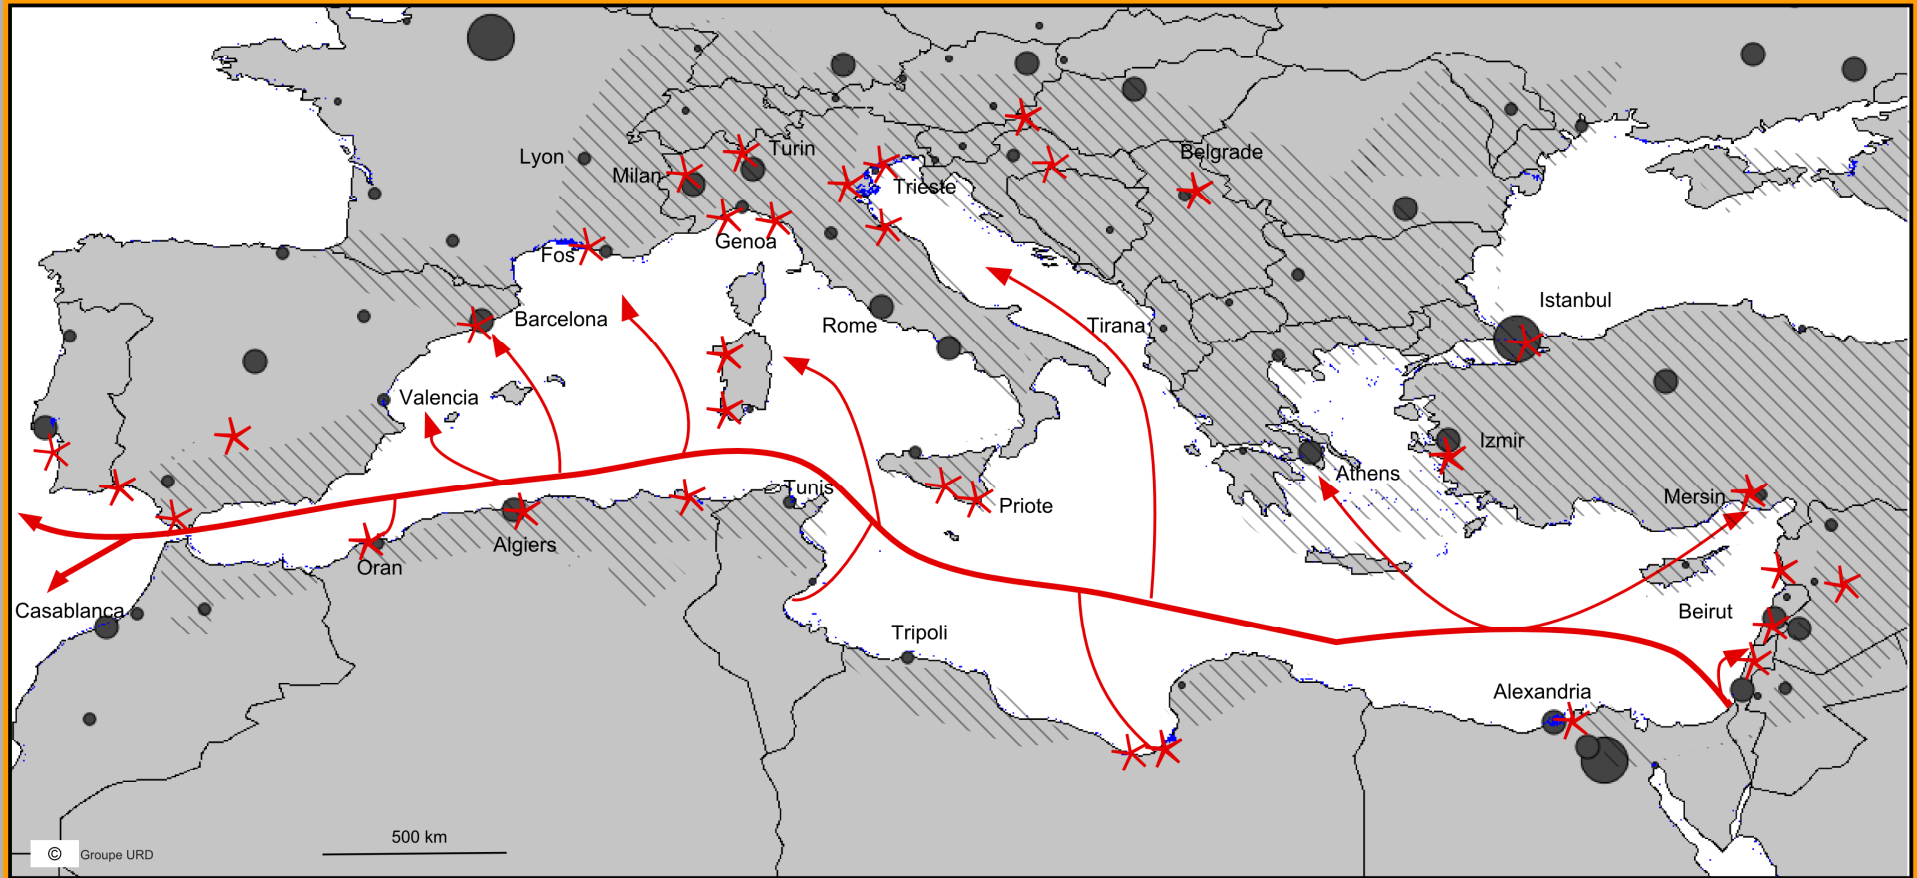 Lyon
Turin
Milan
Belgrade
Trieste
Genoa
Fos
Istanbul
Barcelona
Rome
Tirana
Valencia
Izmir
Athens
Tunis
Mersin
Priote
Algiers
Oran
Casablanca
Beirut
Tripoli
Alexandria
500 km
© Groupe URD